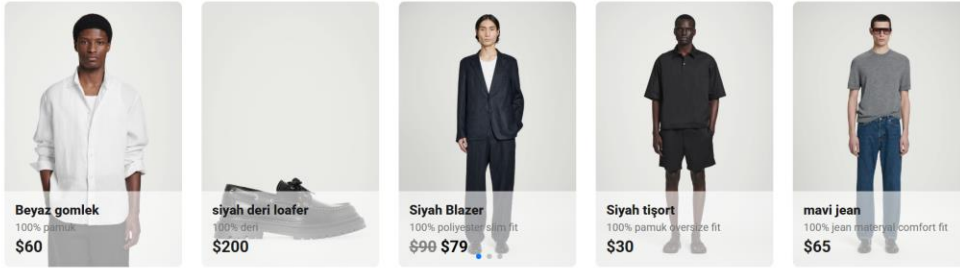 Beyaz gomlek
100% pamuk
$60
siyah deri loafer
100% deri
$200
Siyah Blazer
100% poliyester slim fit
$90 $79
Siyah tişort
100% pamuk oversize fit
$30
mavi jean
100% jean materyal comfort fit
$65